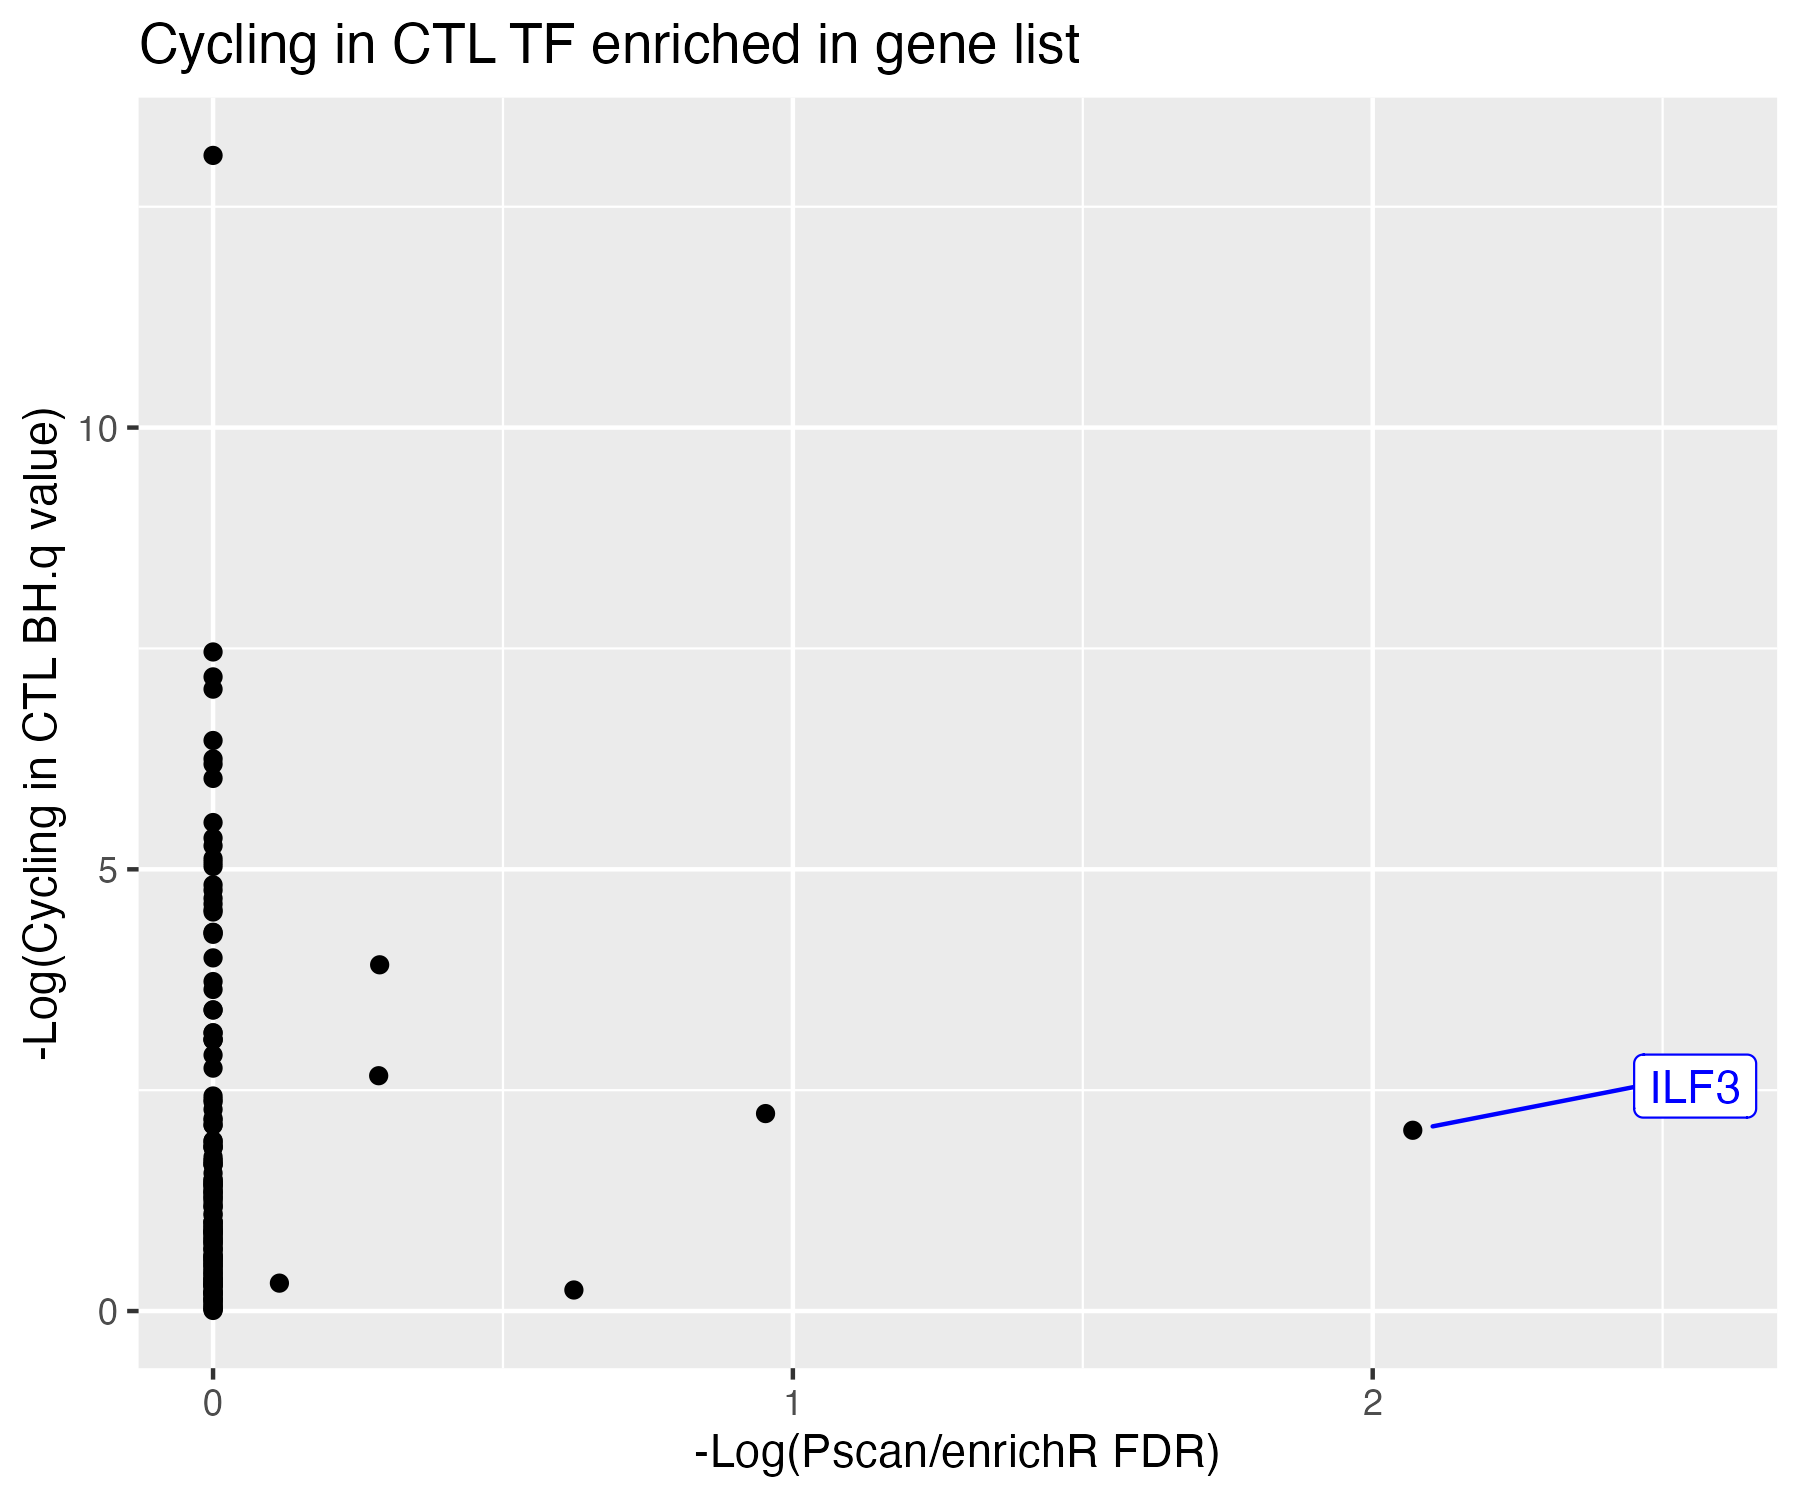 Cycling in CTL TF enriched in gene list
-Log(Cycling in CTL BH.q value)
10
5
0
ILF3
0
1
2
-Log(Pscan/enrichR FDR)